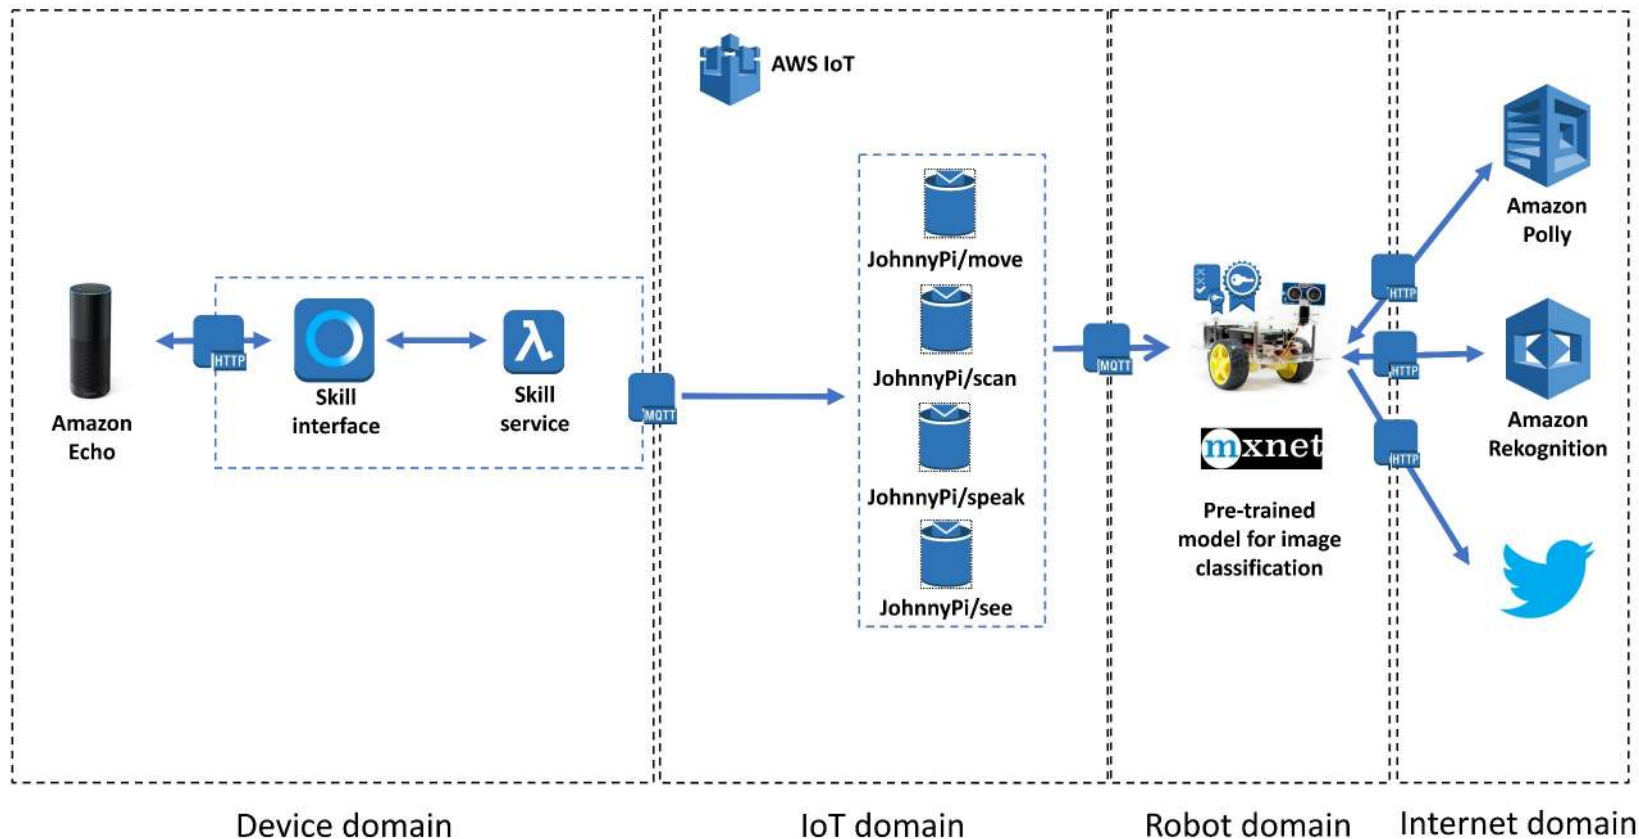 AWS IoT
JohnnyPi/move
JohnnyPi/scan
JohnnyPi/speak
JohnnyPi/see
Amazon
Echo
HTTP
Skill
interface
λ
Skill
service
MQTT
MQTT
mxnet
Pre-trained
model for image
classification
HTTP
HTTP
HTTP
Amazon
Polly
Amazon
Rekognition
Device domain
IoT domain
Robot domain
Internet domain